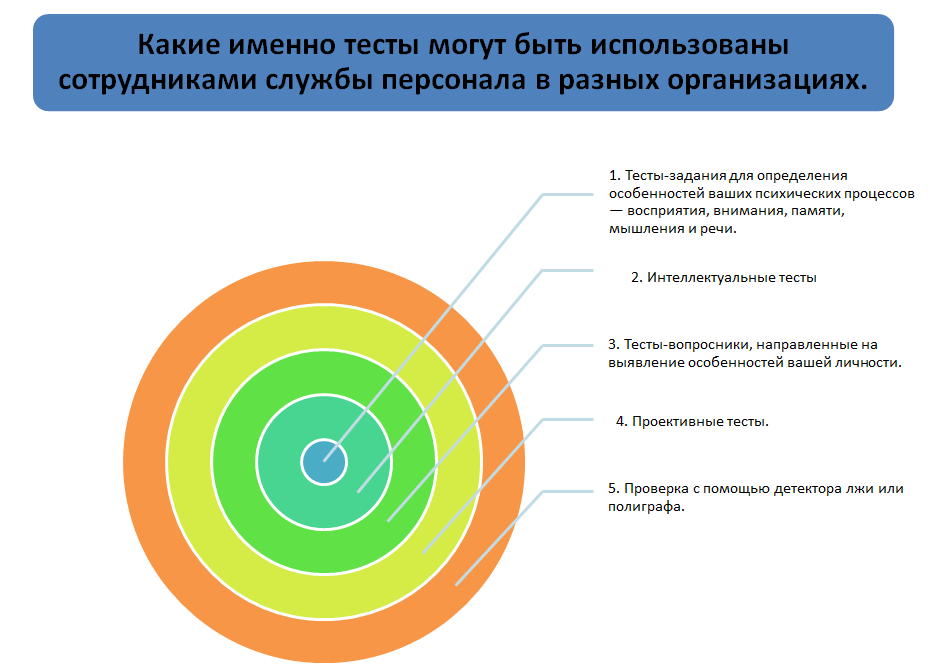 Какие именно тесты могут быть использованы
сотрудниками службы персонала в разных организациях.
1. Тесты-задания для определения
особенностей ваших психических процессов
— восприятия, внимания, памяти,
мышления и речи.
2. Интеллектуальные тесты
3. Тесты-вопросники, направленные на
выявление особенностей вашей личности.
4. Проективные тесты.
5. Проверка с помощью детектора лжи или
полиграфа.